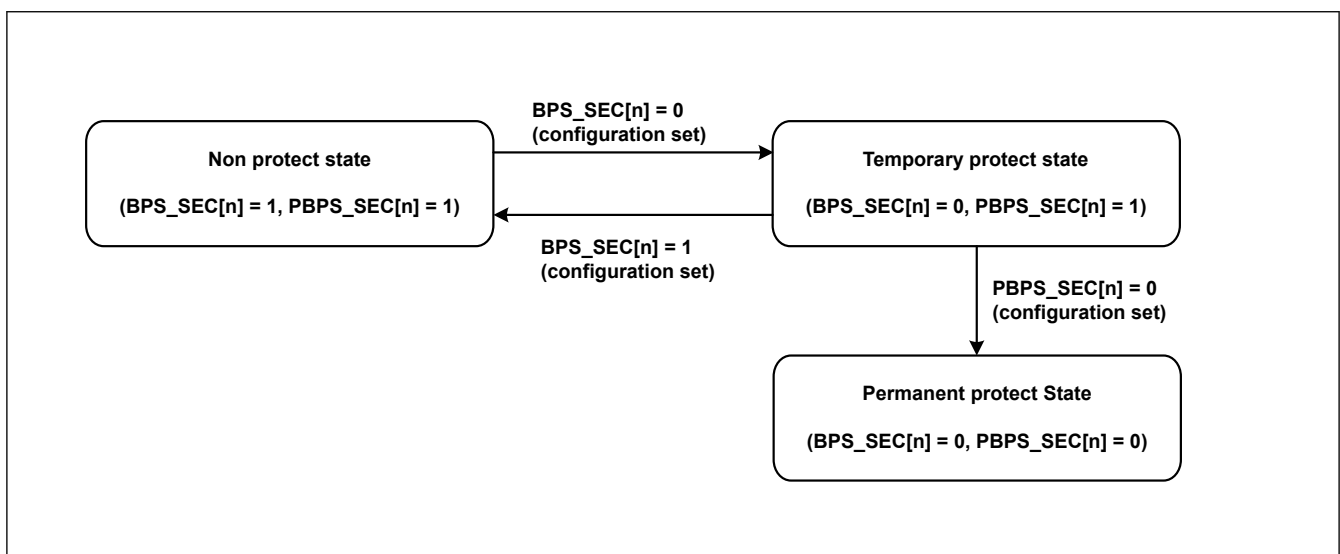 BPS_SEC[n] = 0
(configuration set)
Non protect state
(BPS_SEC[n] = 1, PBPS_SEC[n] = 1)
Temporary protect state
(BPS_SEC[n] = 0, PBPS_SEC[n] = 1)
BPS_SEC[n] = 1
(configuration set)
PBPS_SEC[n] = 0
(configuration set)
Permanent protect State
(BPS_SEC[n] = 0, PBPS_SEC[n] = 0)